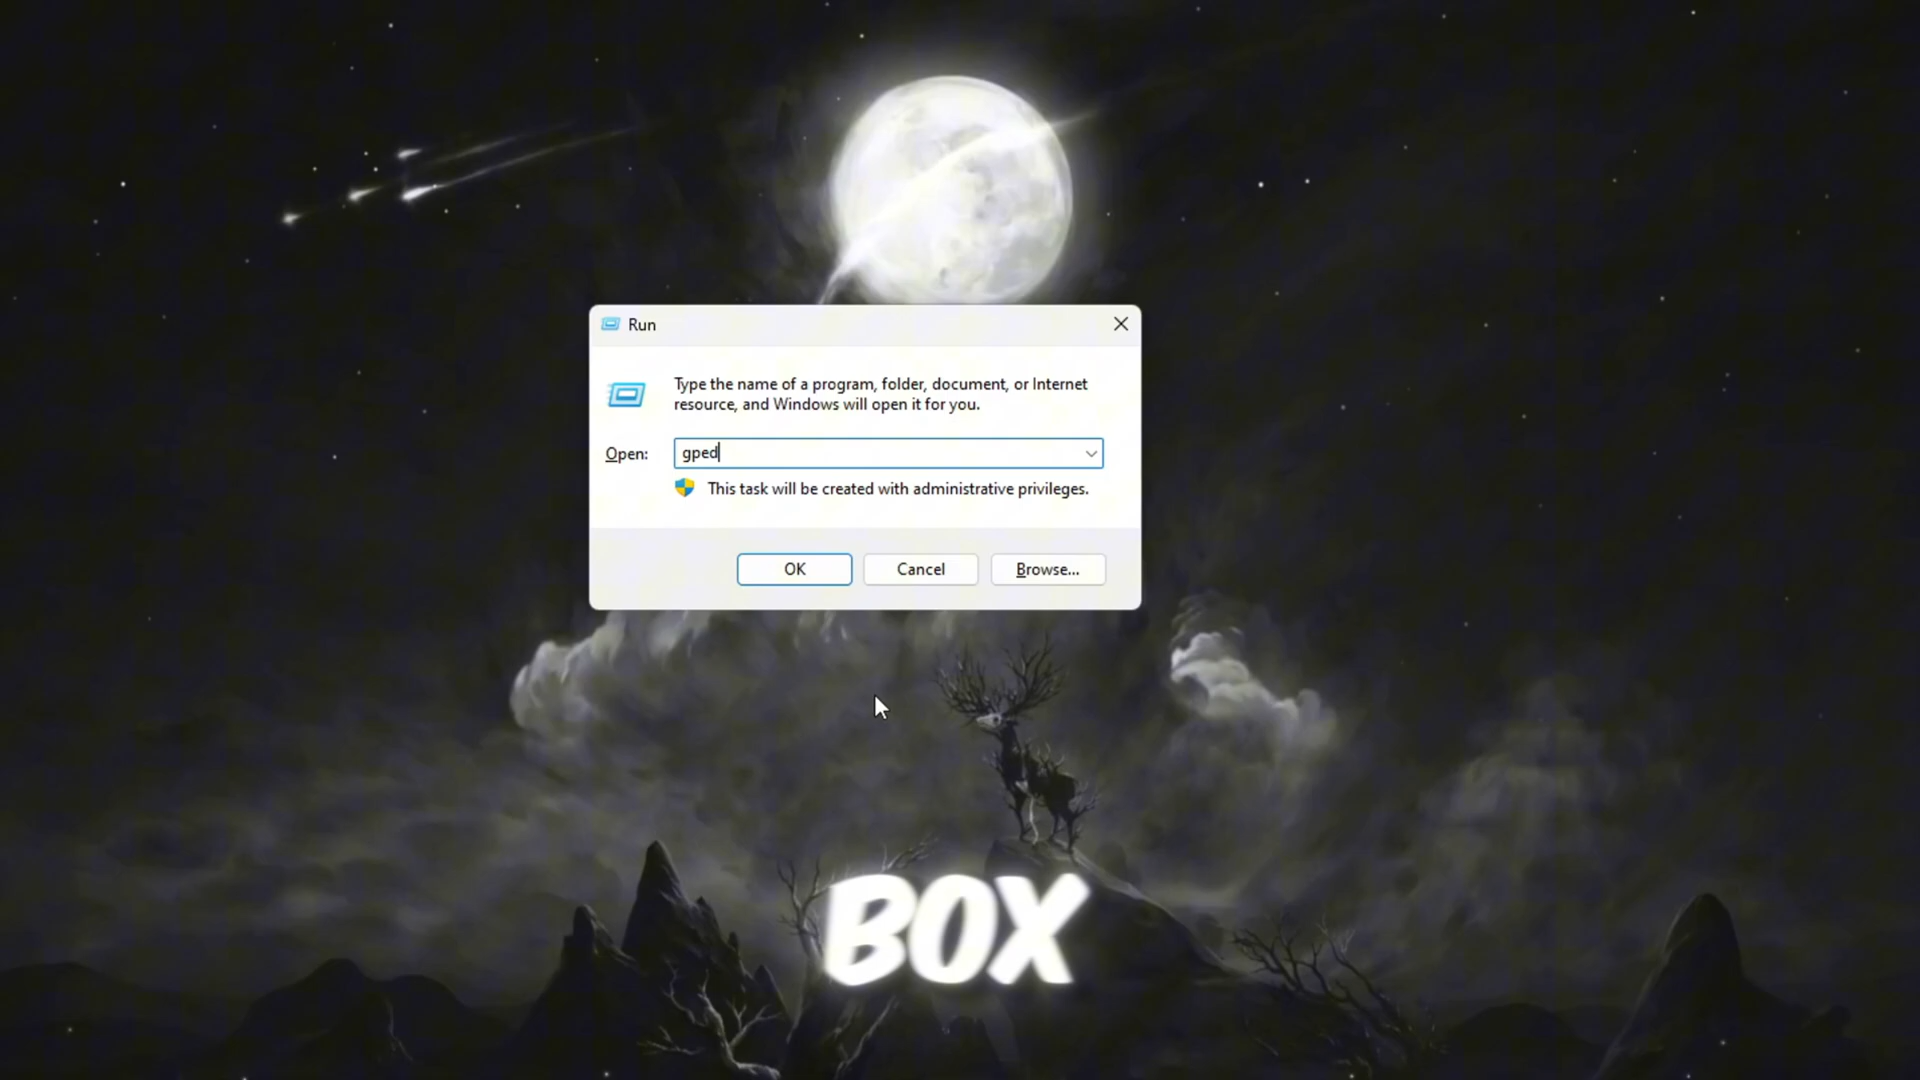 Run
Type the name of a program, folder, document, or Internet
resource, and Windows will open it for you.
Open: gped
This task will be created with administrative privileges.
OK Cancel Browse...
BOX